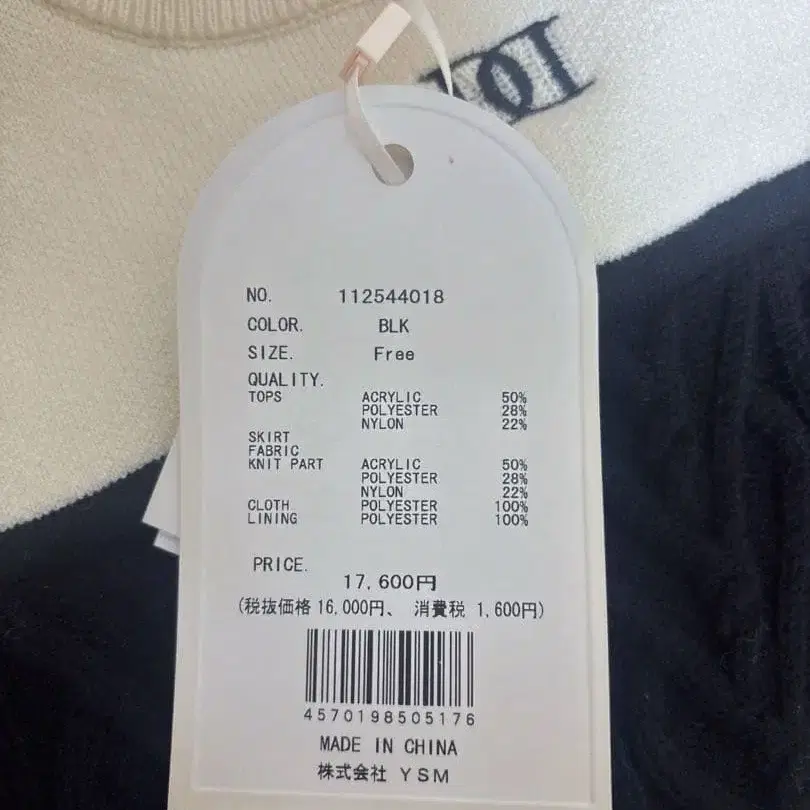 NO. 112544018
COLOR. BLK
SIZE. Free
QUALITY.
TOPS ACRYLIC 50%
POLYESTER 28%
NYLON 22%
SKIRT
FABRIC
KNIT PART ACRYLIC 50%
POLYESTER 28%
NYLON 22%
CLOTH POLYESTER 100%
LINING POLYESTER 100%
PRICE.
17,600円
(税抜価格 16,000円、 消費税 1,600円)
4570198505176
MADE IN CHINA
株式会社 YSM